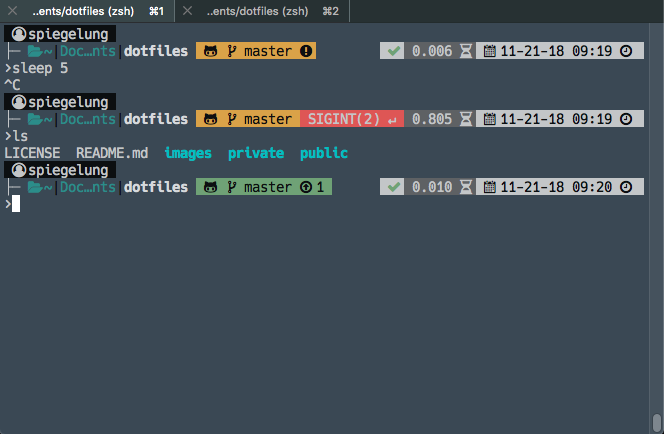 ..ents/dotfiles (zsh) ⌘1 ..ents/dotfiles (zsh) ⌘2
spiegelung
~|Doc…nts|dotfiles master 0.006 11-21-18 09:19
›sleep 5
^C
spiegelung
~|Doc…nts|dotfiles master SIGINT(2) ↵ 0.805 11-21-18 09:19
›ls
LICENSE README.md images private public
spiegelung
~|Doc…nts|dotfiles master 1 ✔ 0.010 11-21-18 09:20
›